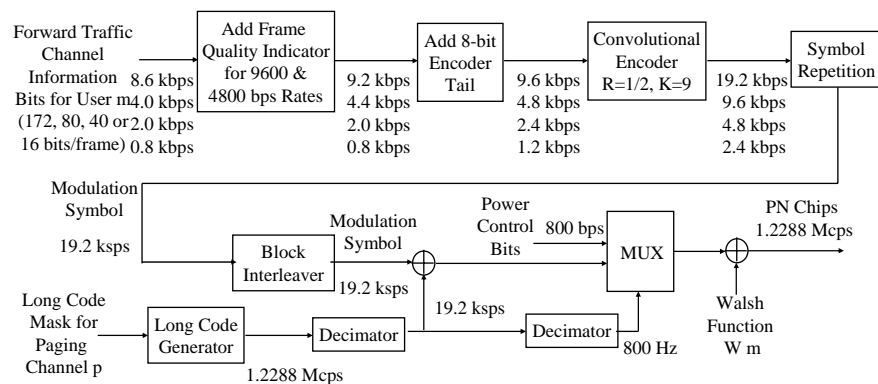 Forward Traffic
Channel
Information
Bits for User m
(172, 80, 40 or
16 bits/frame)
8.6 kbps
4.0 kbps
2.0 kbps
0.8 kbps
Add Frame
Quality Indicator
for 9600 &
4800 bps Rates
9.2 kbps
4.4 kbps
2.0 kbps
0.8 kbps
Add 8-bit
Encoder
Tail
9.6 kbps
4.8 kbps
2.4 kbps
1.2 kbps
Convolutional
Encoder
R=1/2, K=9
19.2 kbps
9.6 kbps
4.8 kbps
2.4 kbps
Symbol
Repetition
Modulation
Symbol
19.2 ksps
Block
Interleaver
Modulation
Symbol
19.2 ksps
Power
Control
Bits
800 bps
MUX
PN Chips
1.2288 Mcps
Walsh
Function
W m
Long Code
Mask for
Paging
Channel p
Long Code
Generator
1.2288 Mcps
Decimator
19.2 ksps
Decimator
800 Hz